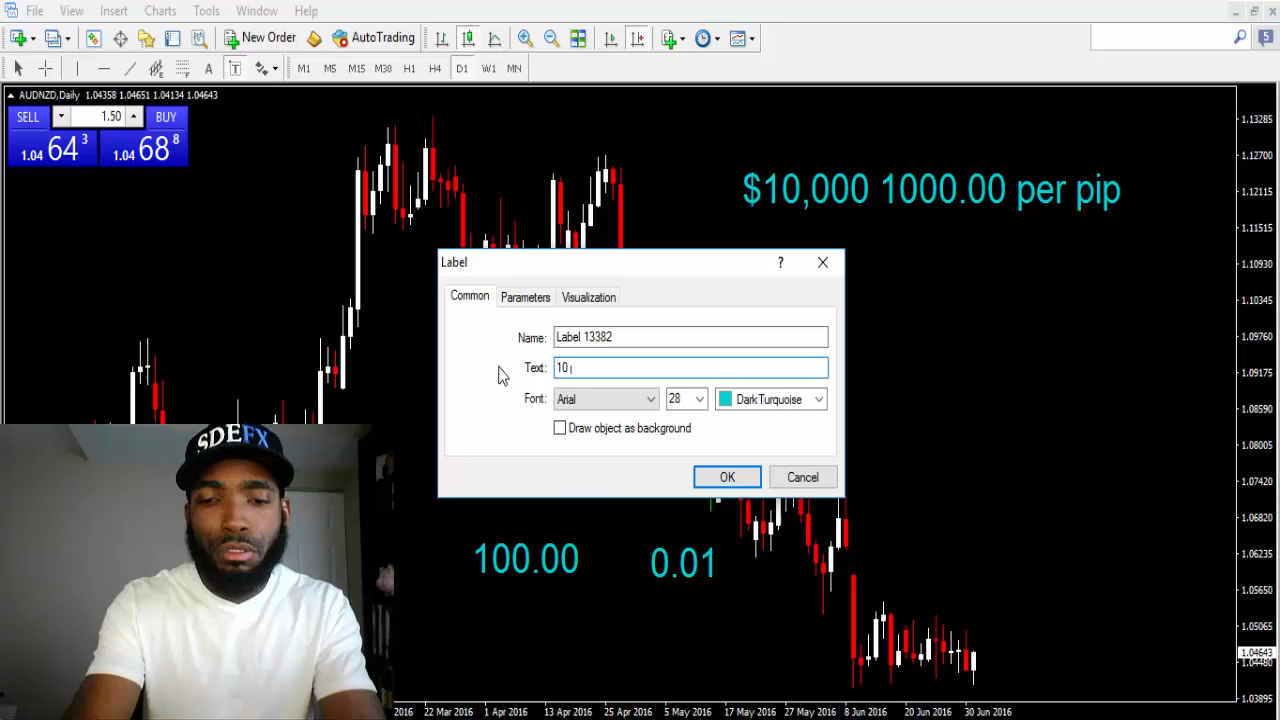 File View Insert Charts Tools Window Help
New Order AutoTrading 5
A T M1 M5 M15 M30 H1 H4 D1 W1 MN
AUDNZD,Daily 1.04358 1.04651 1.04134 1.04643
SELL 1.50 BUY
1.04 64 3 1.04 68 8
$10,000 1000.00 per pip
Label ?
Common Parameters Visualization
Name: Label 13382
Text: 10
Font: Arial 28 DarkTurquoise
Draw object as background
OK Cancel
100.00 0.01
SDEFX
1.13285
1.12700
1.12115
1.11515
1.10930
1.10345
1.09760
1.09175
1.08590
1.08005
1.07420
1.06820
1.06235
1.05650
1.05065
1.04643
1.04480
1.03895
2016 22 Mar 2016 1 Apr 2016 13 Apr 2016 25 Apr 2016 5 May 2016 17 May 2016 27 May 2016 8 Jun 2016 20 Jun 2016 30 Jun 2016